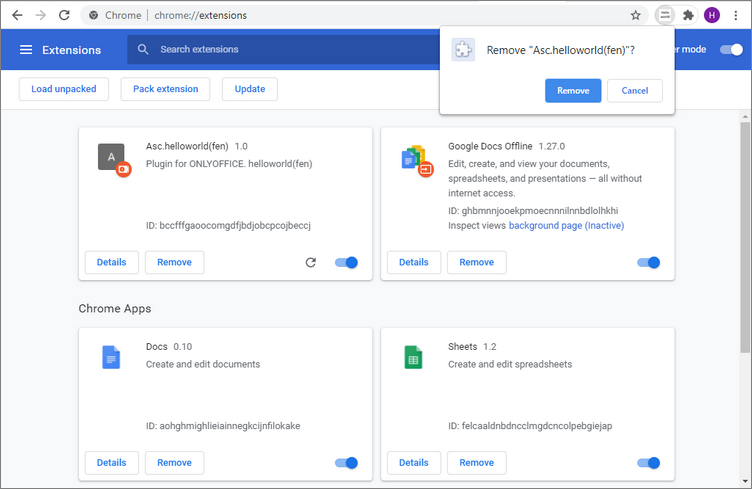 Chrome | chrome://extensions
Hello world!
H
Extensions
Search extensions
er mode
Remove "Asc.helloworld(fen)"?
Remove
Cancel
Load unpacked
Pack extension
Update
A
Asc.helloworld(fen) 1.0
Plugin for ONLYOFFICE. helloworld(fen)
ID: bccfffgaoocomgdfjbdjobcpcojbeccj
Details
Remove
Google Docs Offline 1.27.0
Edit, create, and view your documents,
spreadsheets, and presentations — all without
internet access.
ID: ghbmnnjooekpmoecnnnilnnbdlolhkhi
Inspect views background page (Inactive)
Details
Remove
Chrome Apps
Docs 0.10
Create and edit documents
ID: aohghmighlieiainnegkcijnfilokake
Details
Remove
Sheets 1.2
Create and edit spreadsheets
ID: felcaaldnbdncclmgdcncolpebgiejap
Details
Remove